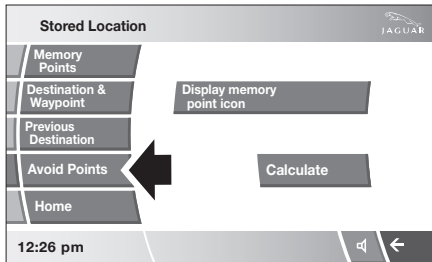 Stored Location
JAGUAR
Memory
Points
Destination &
Waypoint
Previous
Destination
Avoid Points
Home
Display memory
point icon
Calculate
12:26 pm